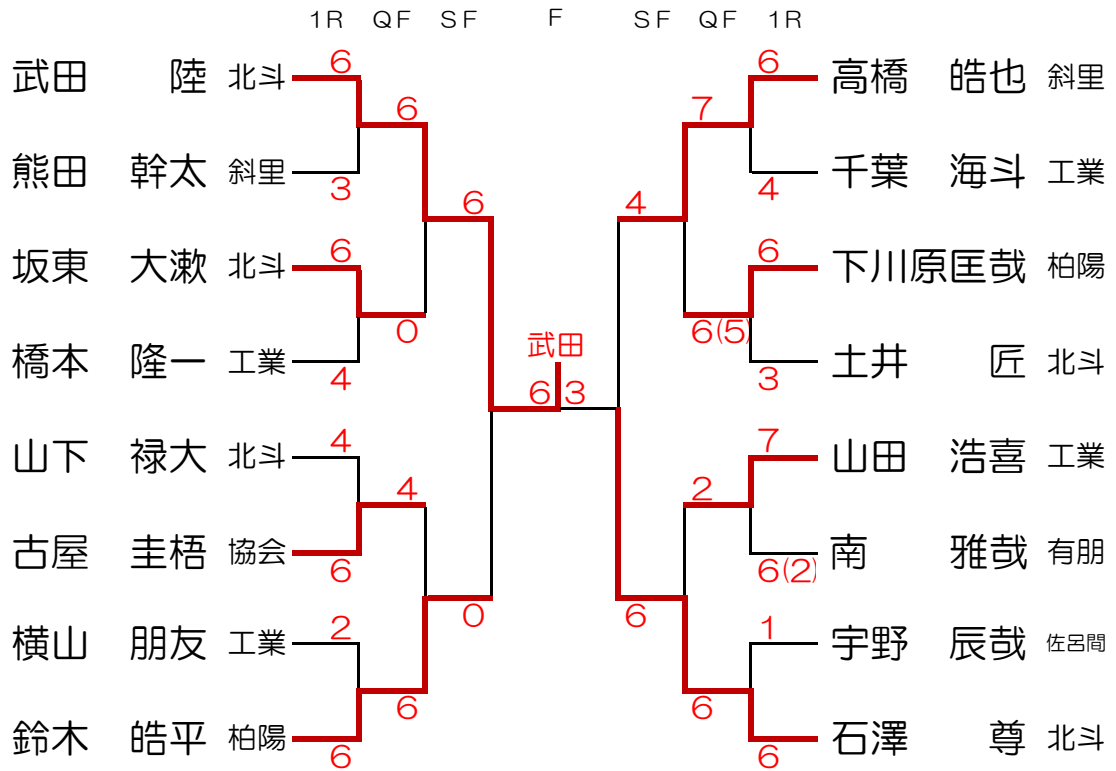 1R QF SF F SF QF 1R
6 6
武田 陸 北斗 高橋 皓也 斜里
6 7
熊田 幹太 斜里 千葉 海斗 工業
3 4
6 4
6 6
坂東 大漱 北斗 下川原匡哉 柏陽
0 6(5)
武田
橋本 隆一 工業 土井 匠 北斗
4 3
6 3
4 7
山下 禄大 北斗 山田 浩喜 工業
4 2
古屋 圭梧 協会 南 雅哉 有朋
6 6(2)
0 6
2 1
横山 朋友 工業 宇野 辰哉 佐呂間
6 6
鈴木 皓平 柏陽 石澤 尊 北斗
6 6